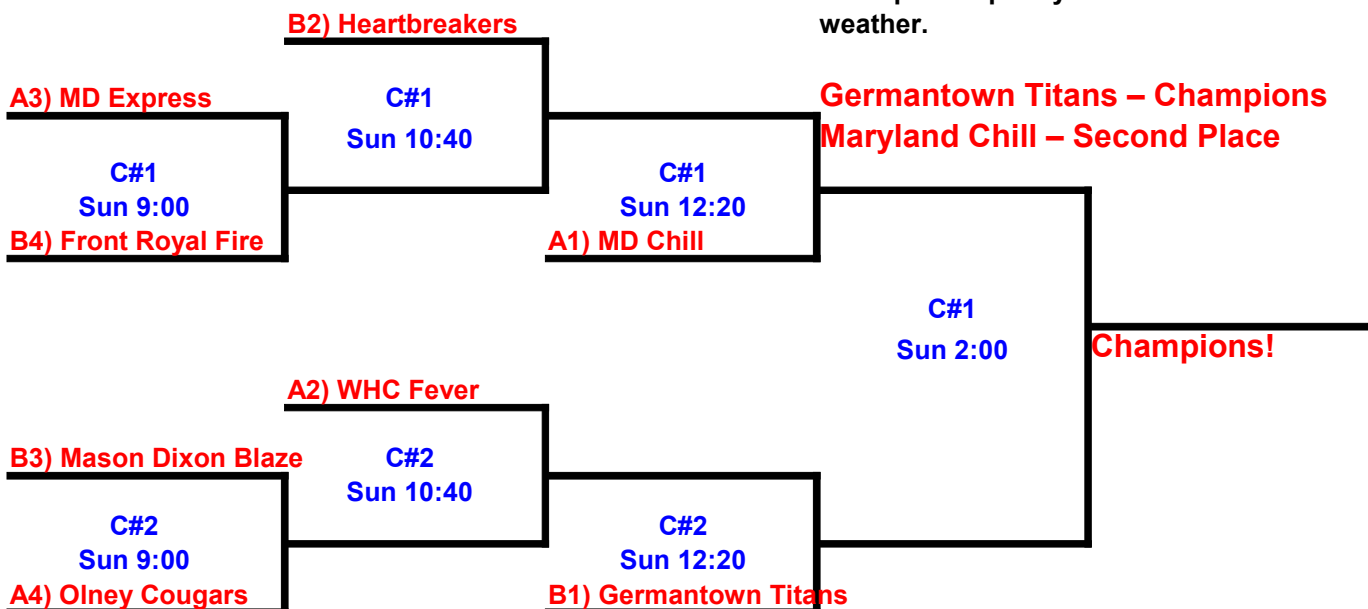 weather.
B2) Heartbreakers
Germantown Titans – Champions
Maryland Chill – Second Place
A3) MD Express
C#1
Sun 10:40
C#1
Sun 9:00
C#1
Sun 12:20
B4) Front Royal Fire
A1) MD Chill
C#1
Sun 2:00
Champions!
A2) WHC Fever
B3) Mason Dixon Blaze
C#2
Sun 10:40
C#2
Sun 9:00
C#2
Sun 12:20
A4) Olney Cougars
B1) Germantown Titans